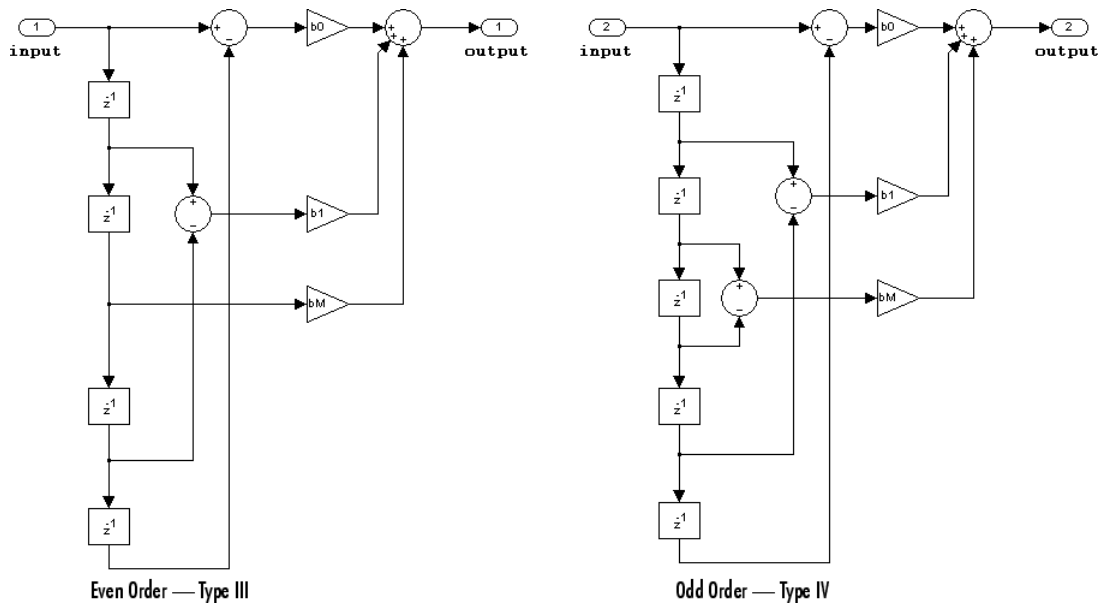 1
input
b0
1
output
z-1
z-1
b1
bM
z-1
z-1
+
−
+
+
+
+
−
Even Order — Type III
2
input
b0
2
output
z-1
z-1
b1
z-1
bM
z-1
z-1
+
−
+
+
+
+
−
+
−
Odd Order — Type IV